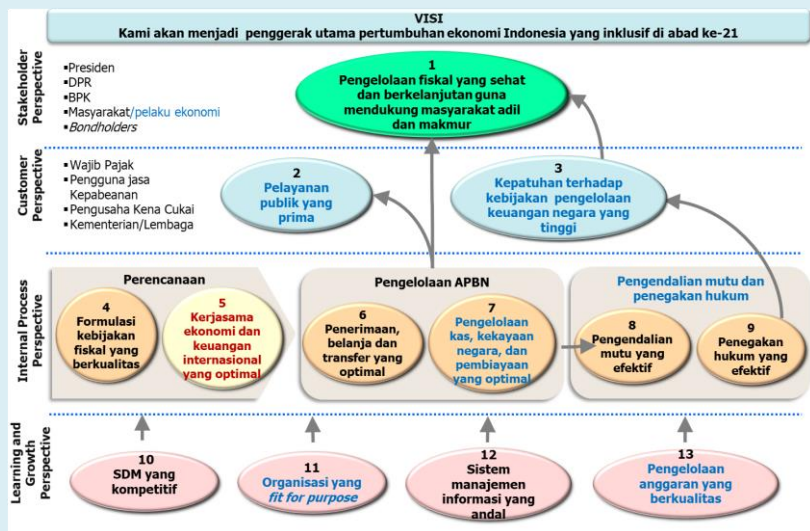 VISI
Kami akan menjadi penggerak utama pertumbuhan ekonomi Indonesia yang inklusif di abad ke-21
Stakeholder
Perspective
▪Presiden
▪DPR
▪BPK
▪Masyarakat/pelaku ekonomi
▪Bondholders
1
Pengelolaan fiskal yang sehat
dan berkelanjutan guna
mendukung masyarakat adil
dan makmur
Customer
Perspective
▪Wajib Pajak
▪Pengguna jasa
Kepabeanan
▪Pengusaha Kena Cukai
▪Kementerian/Lembaga
2
Pelayanan
publik yang
prima
3
Kepatuhan terhadap
kebijakan pengelolaan
keuangan negara yang
tinggi
Internal Process
Perspective
Perencanaan
4
Formulasi
kebijakan
fiskal yang
berkualitas
5
Kerjasama
ekonomi dan
keuangan
internasional
yang optimal
Pengelolaan APBN
6
Penerimaan,
belanja dan
transfer yang
optimal
7
Pengelolaan
kas, kekayaan
negara, dan
pembiayaan
yang optimal
Pengendalian mutu dan
penegakan hukum
8
Pengendalian
mutu yang
efektif
9
Penegakan
hukum yang
efektif
Learning and
Growth
Perspective
10
SDM yang
kompetitif
11
Organisasi yang
fit for purpose
12
Sistem
manajemen
informasi yang
andal
13
Pengelolaan
anggaran yang
berkualitas